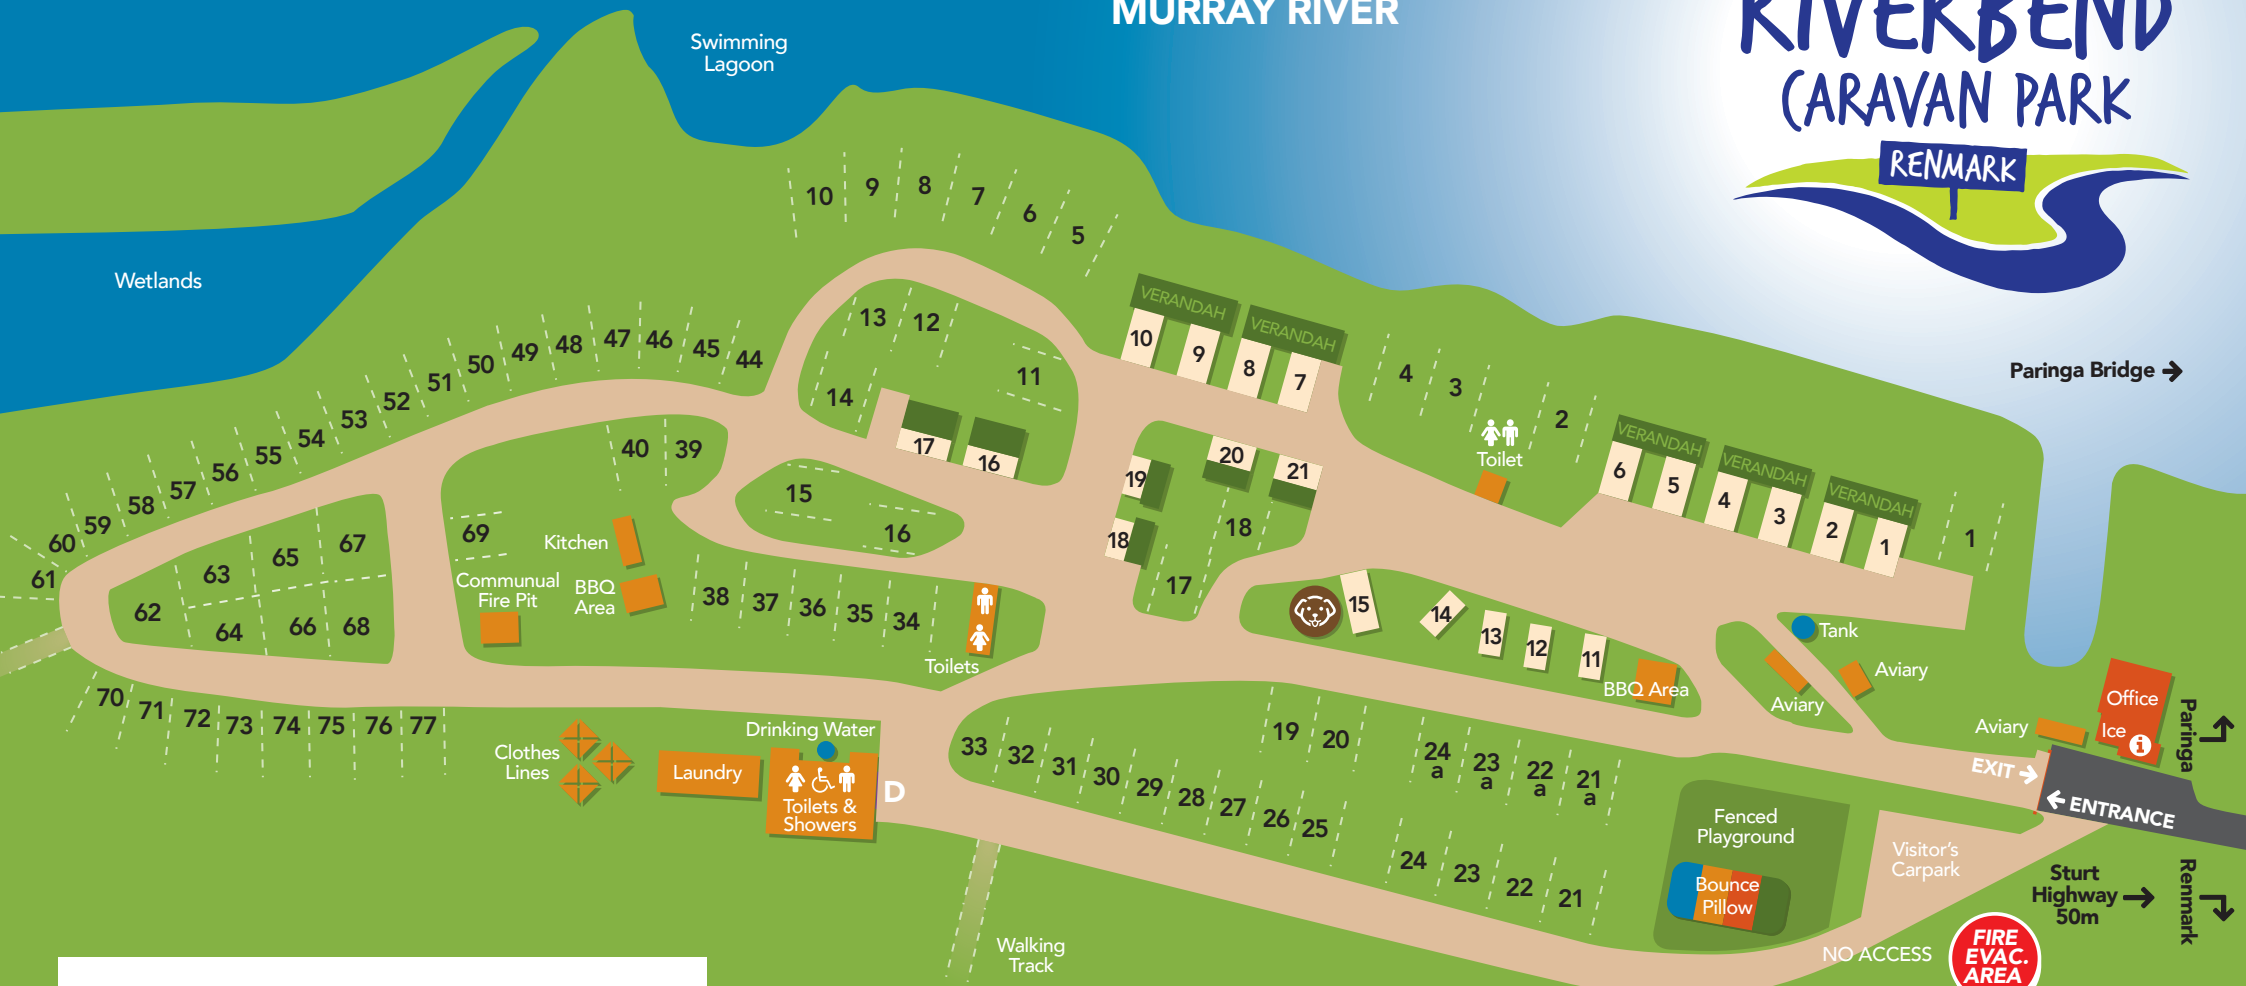 MURRAY RIVER
RIVERBEND
CARAVAN PARK
RENMARK
Swimming
Lagoon
Wetlands
Paringa Bridge →
10
9
8
7
6
5
13
12
11
14
17
16
VERANDAH
VERANDAH
10
9
8
7
4
3
2
Toilet
VERANDAH
VERANDAH
VERANDAH
6
5
4
3
2
1
1
60
59
58
57
56
55
54
53
52
51
50
49
48
47
46
45
44
61
40
39
15
16
19
20
21
18
18
17
62
63
64
65
66
67
68
69
Kitchen
Communal
Fire Pit
BBQ
Area
38
37
36
35
34
Toilets
15
14
13
12
11
BBQ Area
Tank
Aviary
Aviary
Aviary
Office
Ice
i
Paringa
EXIT →
← ENTRANCE
70
71
72
73
74
75
76
77
Clothes
Lines
Laundry
Drinking Water
Toilets &
Showers
D
33
32
31
30
29
28
27
26
25
19
20
24
a
23
a
22
a
21
a
24
23
22
21
Fenced
Playground
Bounce
Pillow
Visitor's
Carpark
Sturt
Highway →
50m
Renmark
Walking
Track
NO ACCESS
FIRE
EVAC.
AREA